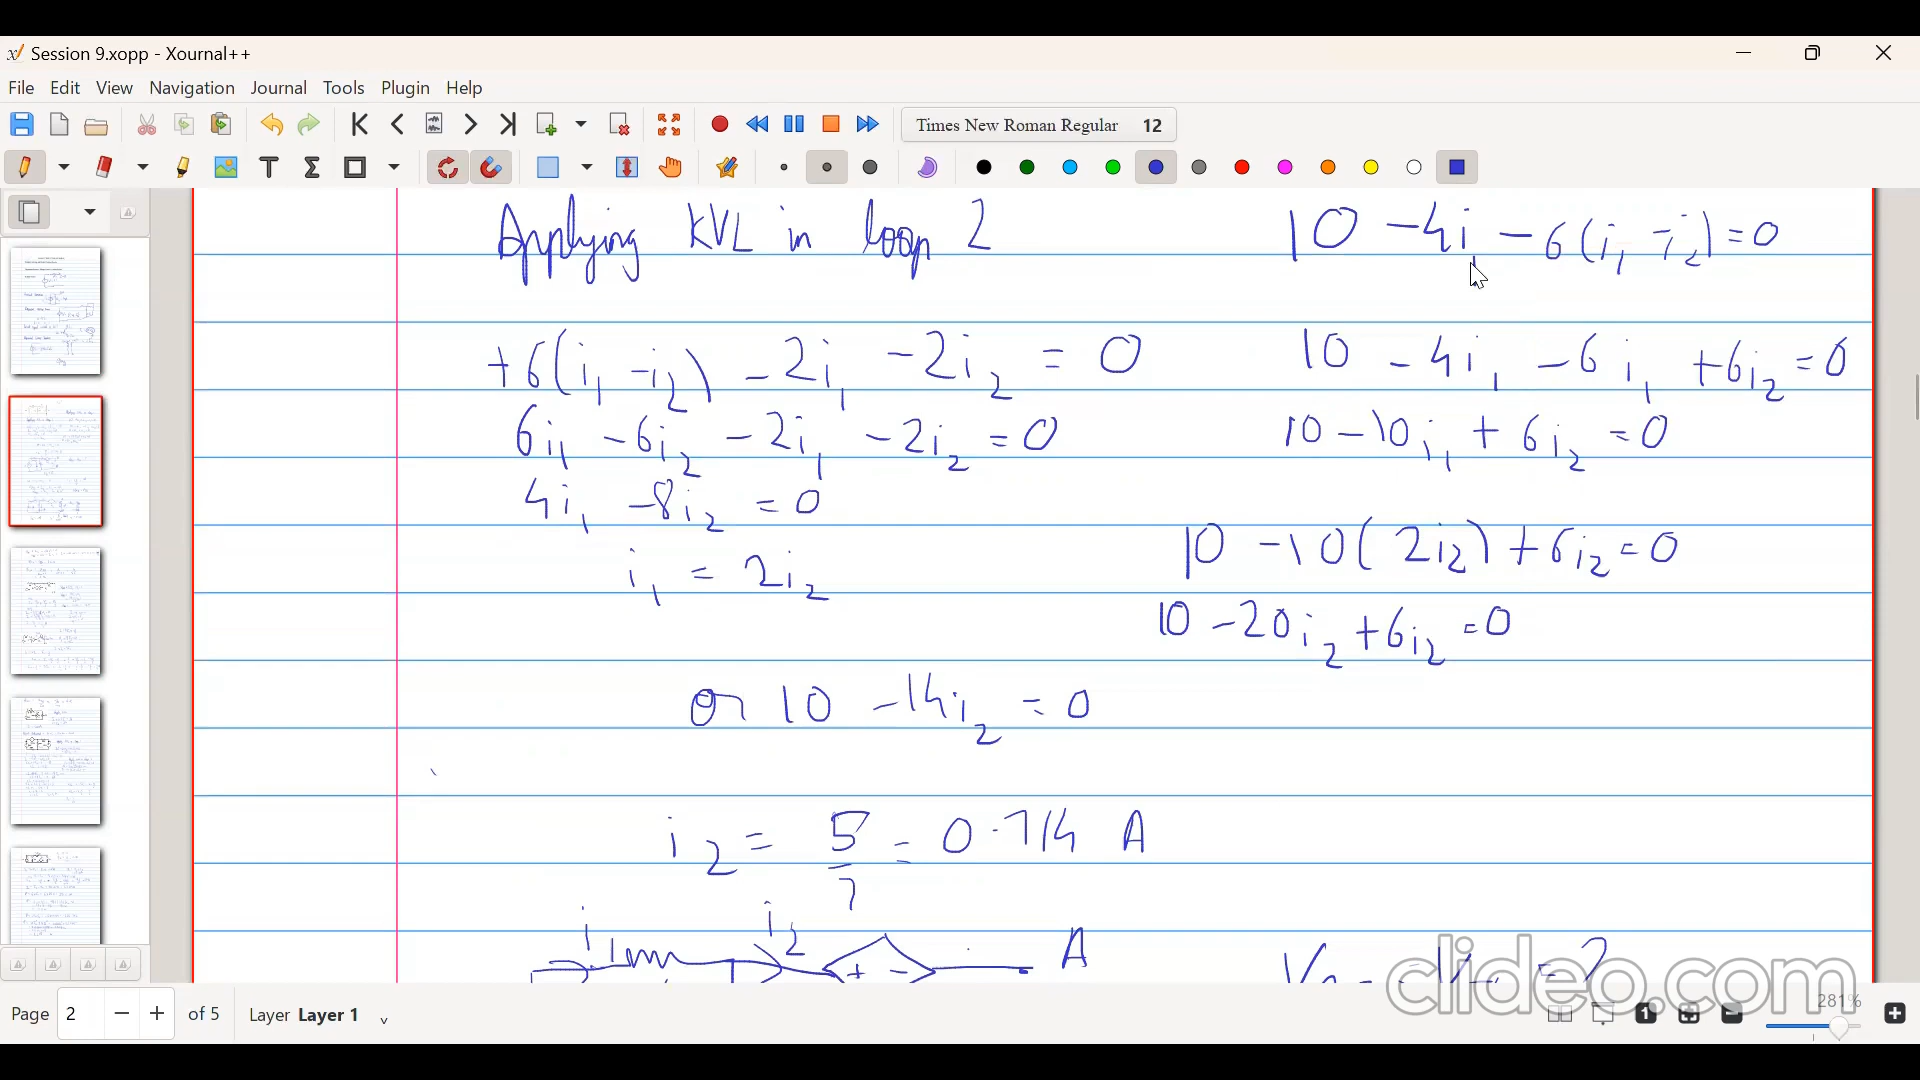 Session 9.xopp - Xournal++
File Edit View Navigation Journal Tools Plugin Help
Times New Roman Regular 12
Applying KVL in loop 2
10 -4i₁ -6(i₁ -i₂)=0
+6(i₁ -i₂) -2i₁ -2i₂ = 0
10 -4i₁ -6i₁ +6i₂=0
6i₁ -6i₂ -2i₁ -2i₂ =0
10-10i₁ + 6i₂ =0
4i₁ -8i₂ =0
10 -10(2i₂)+6i₂=0
i₁ = 2i₂
10 -20i₂ +6i₂ =0
or 10 -14i₂ = 0
i₂ = 5/7 = 0.714 A
i₁
i₂
+ -
A
clideo.com
281%
Page 2 of 5 Layer Layer 1